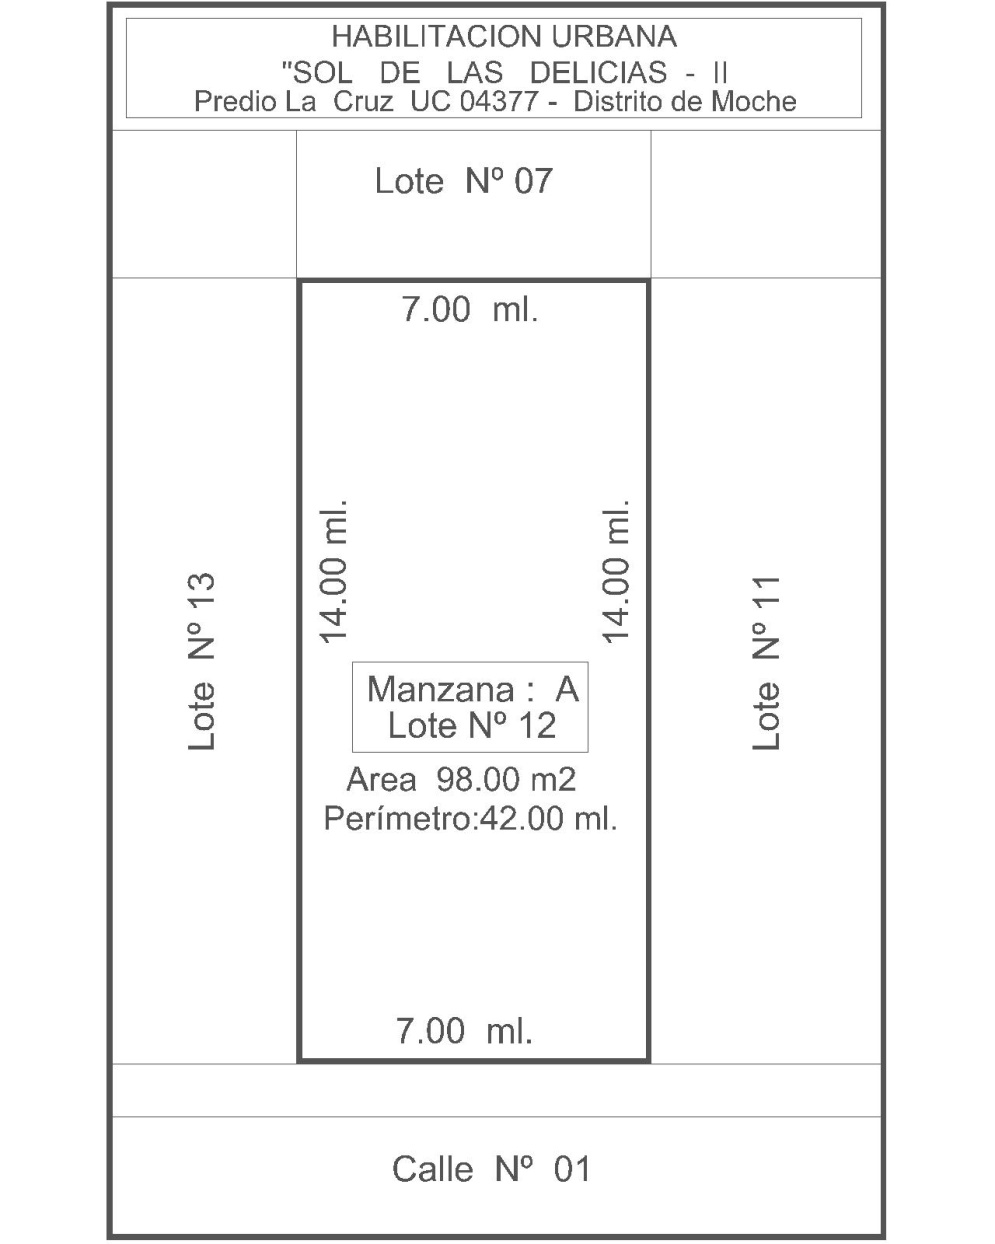 HABILITACION URBANA
"SOL DE LAS DELICIAS - II
Predio La Cruz UC 04377 - Distrito de Moche
Lote Nº 07
7.00 ml.
14.00 ml.
14.00 ml.
Lote Nº 13
Lote Nº 11
Manzana : A
Lote Nº 12
Area 98.00 m2
Perímetro:42.00 ml.
7.00 ml.
Calle Nº 01